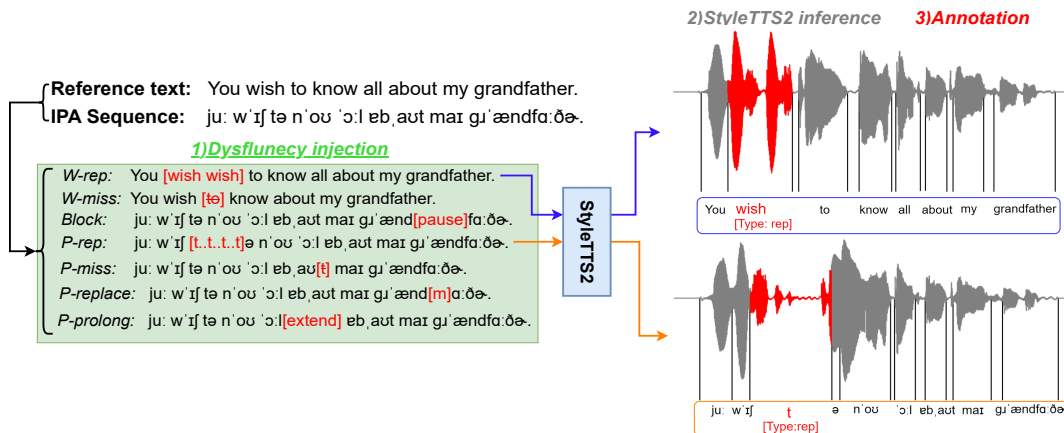 2)StyleTTS2 inference
3)Annotation
Reference text: You wish to know all about my grandfather.
IPA Sequence: juː wˈɪʃ tə nˈoʊ ˈɔːl ɐbˌaʊt maɪ ɡɹˈændfɑːðɚ.
1)Dysflunecy injection
W-rep: You [wish wish] to know all about my grandfather.
W-miss: You wish [to] know about my grandfather.
Block: juː wˈɪʃ tə nˈoʊ ˈɔːl ɐbˌaʊt maɪ ɡɹˈænd[pause]fɑːðɚ.
P-rep: juː wˈɪʃ [t..t..t..t]ə nˈoʊ ˈɔːl ɐbˌaʊt maɪ ɡɹˈændfɑːðɚ.
P-miss: juː wˈɪʃ tə nˈoʊ ˈɔːl ɐbˌaʊ[t] maɪ ɡɹˈændfɑːðɚ.
P-replace: juː wˈɪʃ tə nˈoʊ ˈɔːl ɐbˌaʊt maɪ ɡɹˈænd[m]ɑːðɚ.
P-prolong: juː wˈɪʃ tə nˈoʊ ˈɔːl[extend] ɐbˌaʊt maɪ ɡɹˈændfɑːðɚ.
StyleTTS2
You wish to know all about my grandfather
[Type: rep]
juː wˈɪʃ t ə nˈoʊ ˈɔːl ɐbˌaʊt maɪ ɡɹˈændfɑːðɚ
[Type:rep]